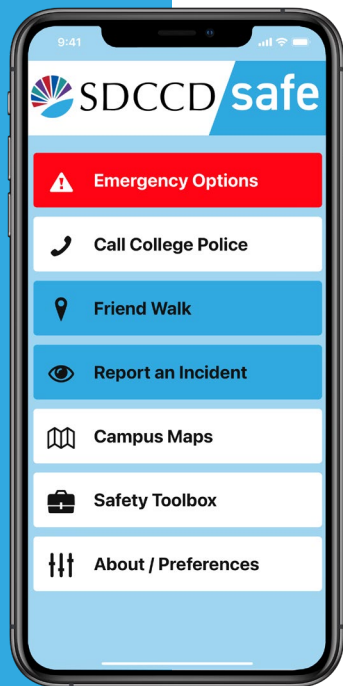 9:41
SDCCD safe
Emergency Options
Call College Police
Friend Walk
Report an Incident
Campus Maps
Safety Toolbox
About / Preferences